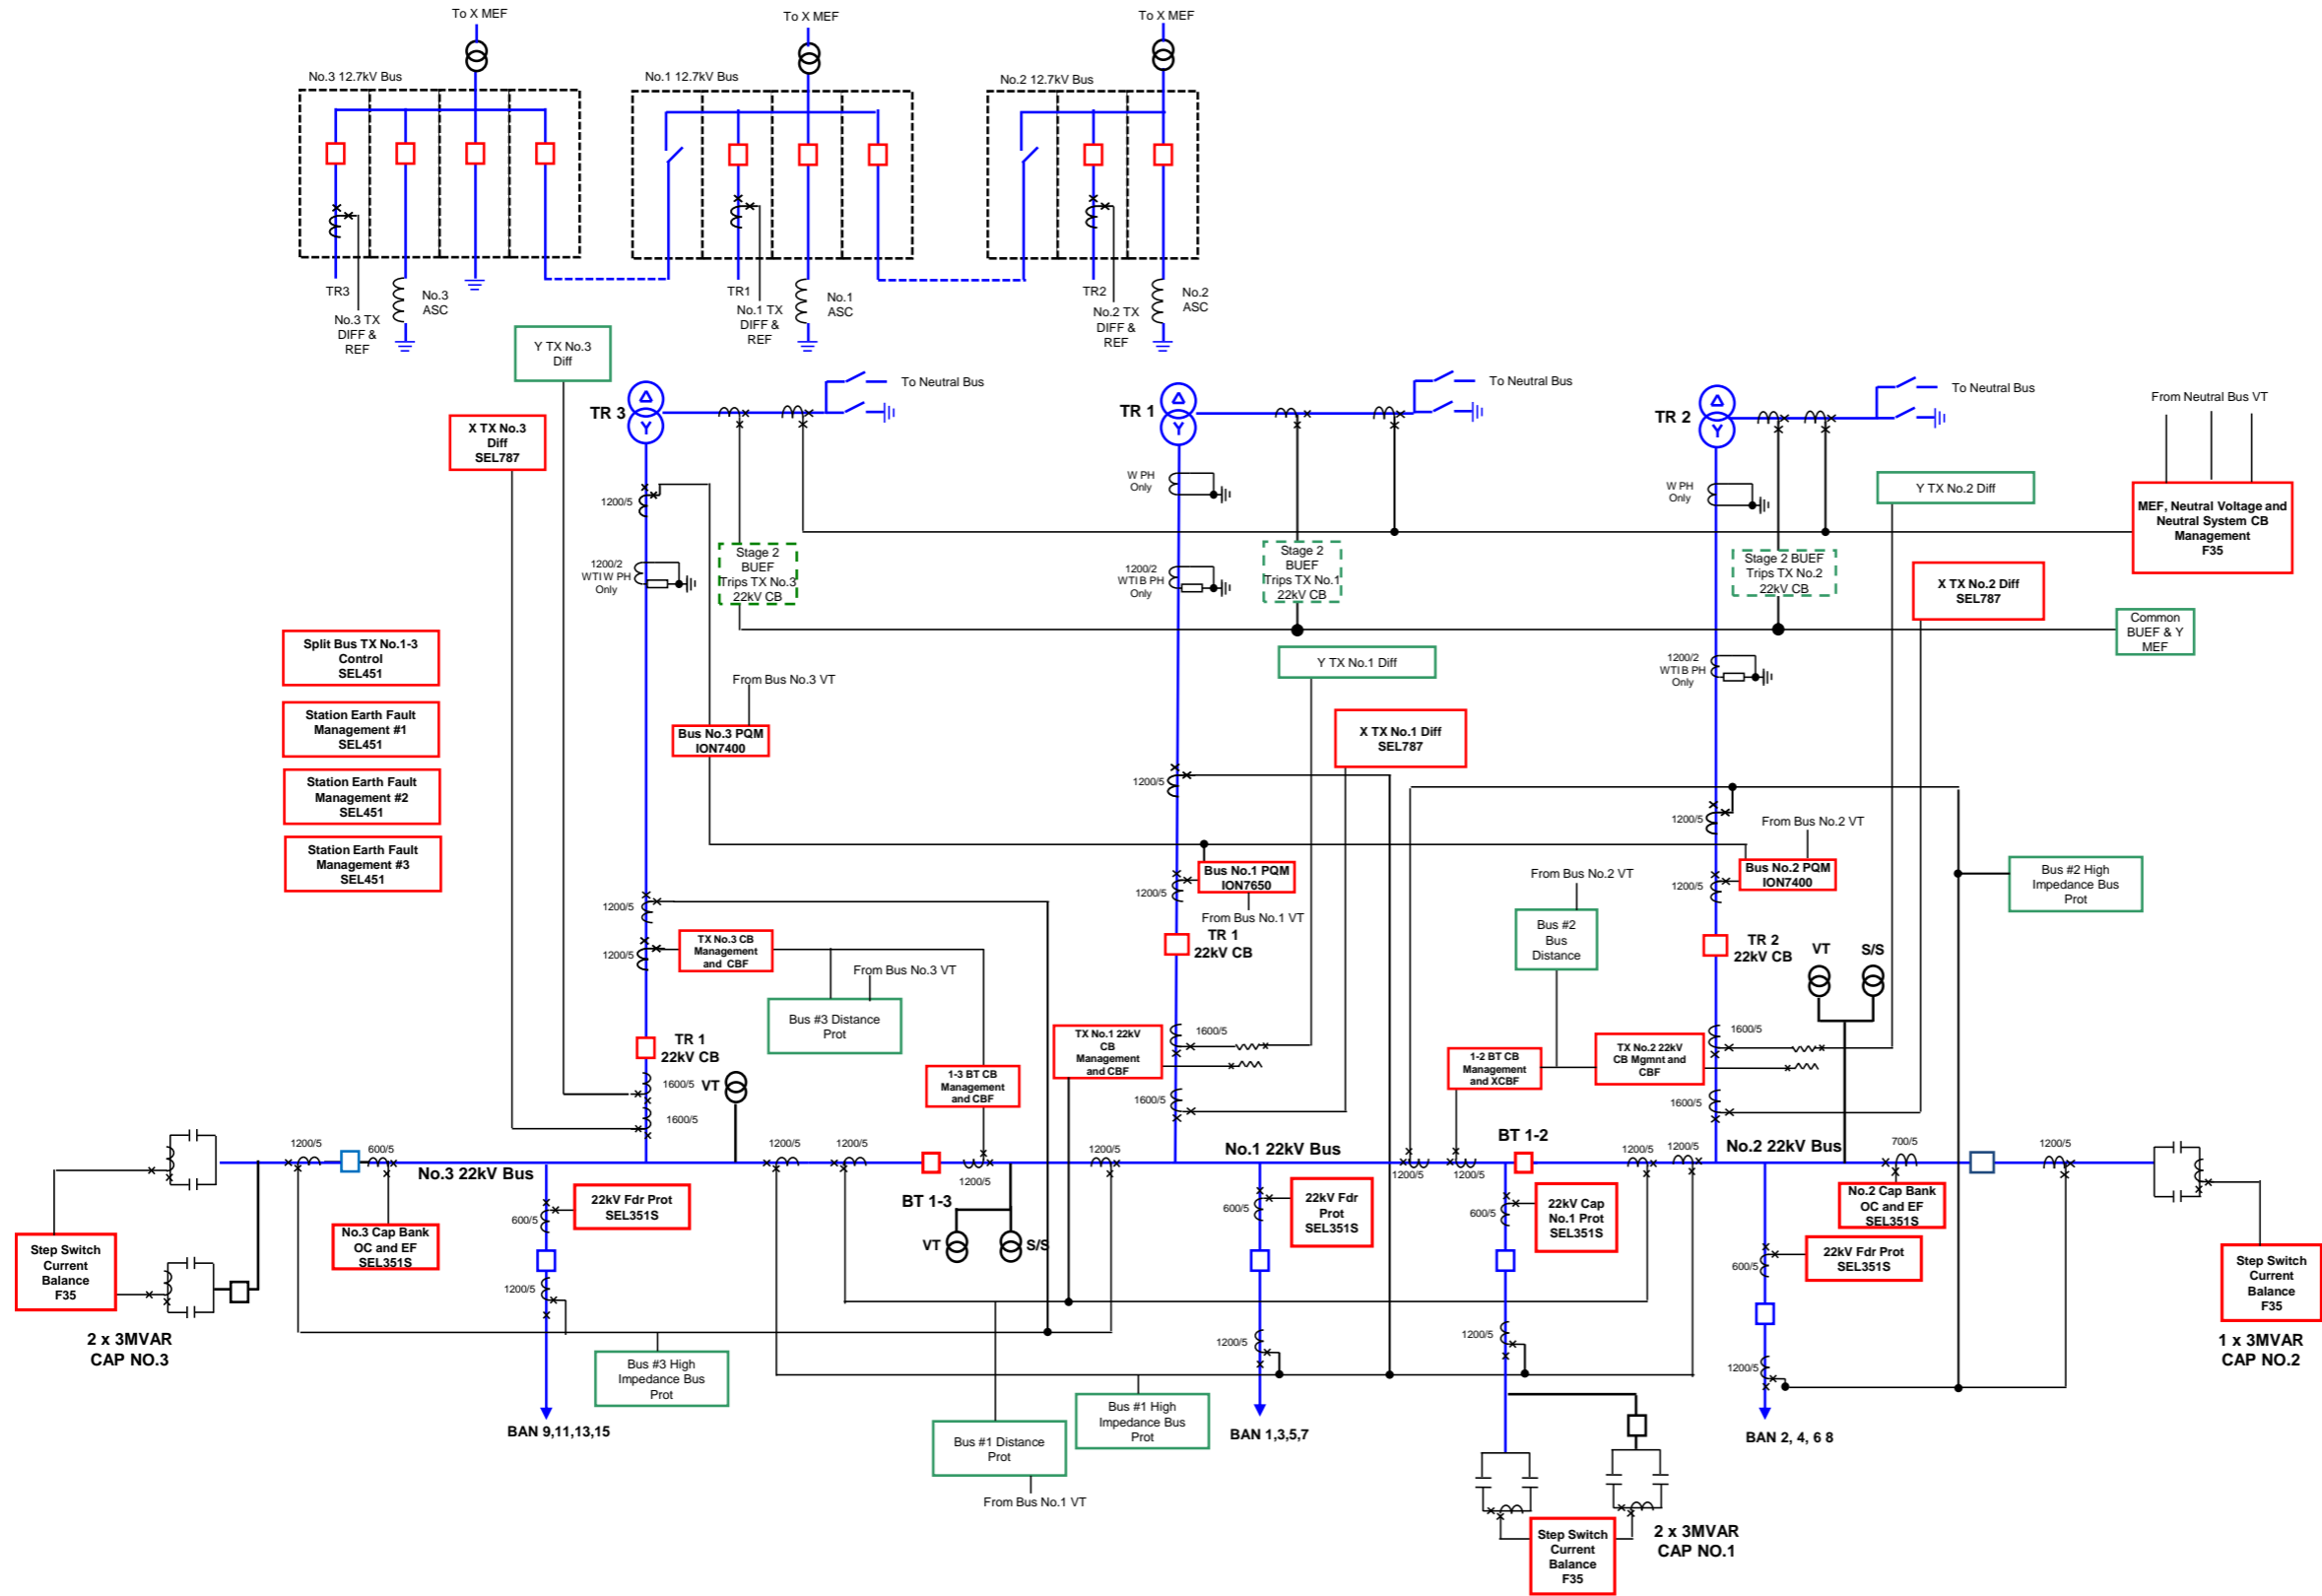 To X MEF
To X MEF
To X MEF
No.3 12.7kV Bus
No.1 12.7kV Bus
No.2 12.7kV Bus
TR3
No.3 TX
DIFF &
REF
No.3
ASC
TR1
No.1 TX
DIFF &
REF
No.1
ASC
TR2
No.2 TX
DIFF &
REF
No.2
ASC
Y TX No.3
Diff
X TX No.3
Diff
SEL787
TR 3
To Neutral Bus
TR 1
To Neutral Bus
TR 2
To Neutral Bus
From Neutral Bus VT
MEF, Neutral Voltage and
Neutral System CB
Management
F35
Y TX No.2 Diff
X TX No.2 Diff
SEL787
1200/5
1200/2
WTI W PH
Only
Stage 2
BUEF
Trips TX No.3
22kV CB
W PH
Only
1200/2
WTI B PH
Only
Stage 2
BUEF
Trips TX No.1
22kV CB
W PH
Only
Stage 2 BUEF
Trips TX No.2
22kV CB
1200/2
WTI B PH
Only
Common
BUEF & Y
MEF
Split Bus TX No.1-3
Control
SEL451
Station Earth Fault
Management #1
SEL451
Station Earth Fault
Management #2
SEL451
Station Earth Fault
Management #3
SEL451
From Bus No.3 VT
Bus No.3 PQM
ION7400
Y TX No.1 Diff
X TX No.1 Diff
SEL787
1200/5
1200/5
From Bus No.2 VT
Bus No.1 PQM
ION7650
1200/5
From Bus No.1 VT
Bus No.2 PQM
ION7400
1200/5
From Bus No.2 VT
Bus #2
Bus
Distance
Bus #2 High
Impedance Bus
Prot
1200/5
1200/5
TX No.3 CB
Management
and CBF
From Bus No.3 VT
Bus #3 Distance
Prot
TR 1
22kV CB
TR 2
22kV CB
VT
S/S
TR 1
22kV CB
1600/5
1600/5
VT
1-3 BT CB
Management
and CBF
TX No.1 22kV
CB
Management
and CBF
1600/5
1600/5
1-2 BT CB
Management
and XCBF
TX No.2 22kV
CB Mgmnt and
CBF
1600/5
1600/5
1200/5
600/5
No.3 22kV Bus
1200/5
1200/5
BT 1-3
1200/5
1200/5
No.1 22kV Bus
1200/5
1200/5
BT 1-2
1200/5
1200/5
No.2 22kV Bus
700/5
1200/5
VT
S/S
22kV Fdr Prot
SEL351S
600/5
1200/5
No.3 Cap Bank
OC and EF
SEL351S
Step Switch
Current
Balance
F35
2 x 3MVAR
CAP NO.3
22kV Fdr
Prot
SEL351S
600/5
1200/5
22kV Cap
No.1 Prot
SEL351S
600/5
1200/5
No.2 Cap Bank
OC and EF
SEL351S
22kV Fdr Prot
SEL351S
600/5
1200/5
Step Switch
Current
Balance
F35
1 x 3MVAR
CAP NO.2
Bus #3 High
Impedance Bus
Prot
BAN 9,11,13,15
Bus #1 Distance
Prot
From Bus No.1 VT
Bus #1 High
Impedance Bus
Prot
BAN 1,3,5,7
BAN 2, 4, 6 8
Step Switch
Current
Balance
F35
2 x 3MVAR
CAP NO.1